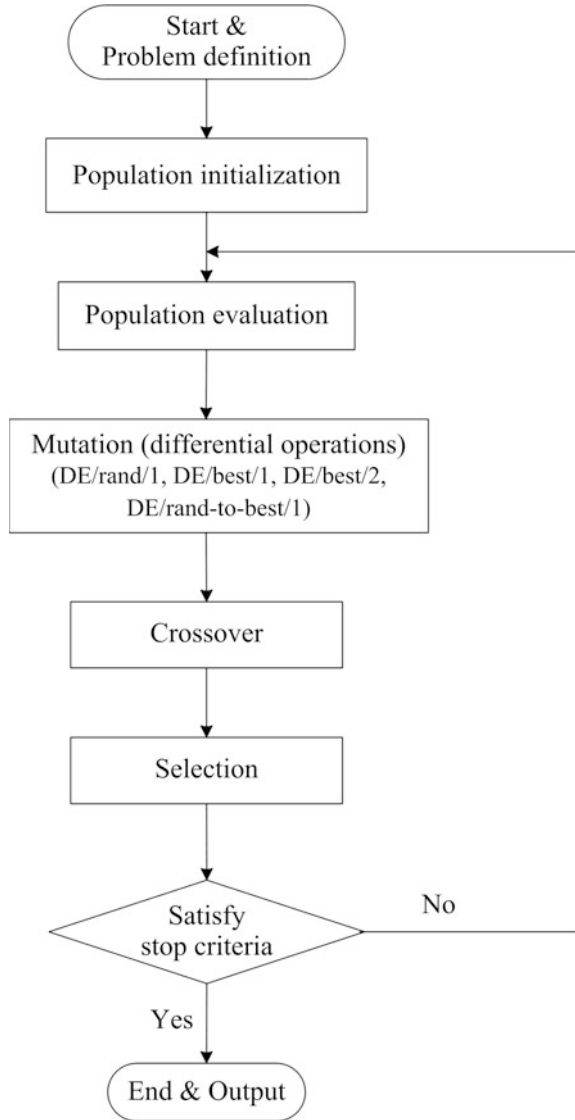 Start &
Problem definition
Population initialization
Population evaluation
Mutation (differential operations)
(DE/rand/1, DE/best/1, DE/best/2,
DE/rand-to-best/1)
Crossover
Selection
Satisfy
stop criteria
No
Yes
End & Output